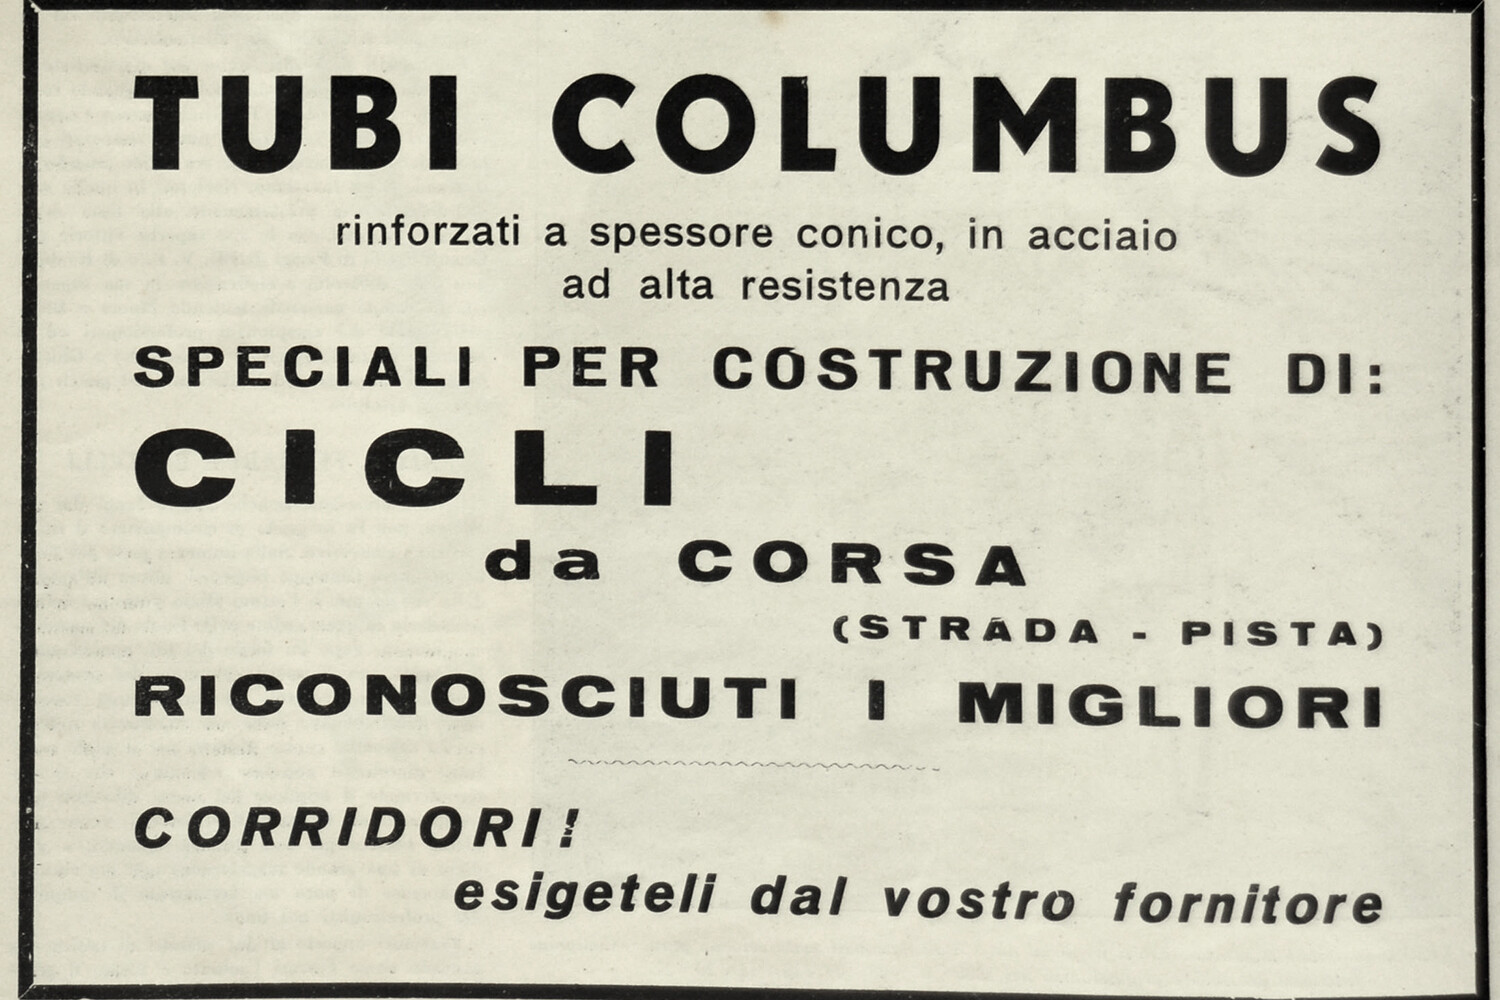 TUBI COLUMBUS
rinforzati a spessore conico, in acciaio
ad alta resistenza
SPECIALI PER COSTRUZIONE DI:
CICLI
da CORSA
(STRADA - PISTA)
RICONOSCIUTI I MIGLIORI
CORRIDORI!
esigeteli dal vostro fornitore